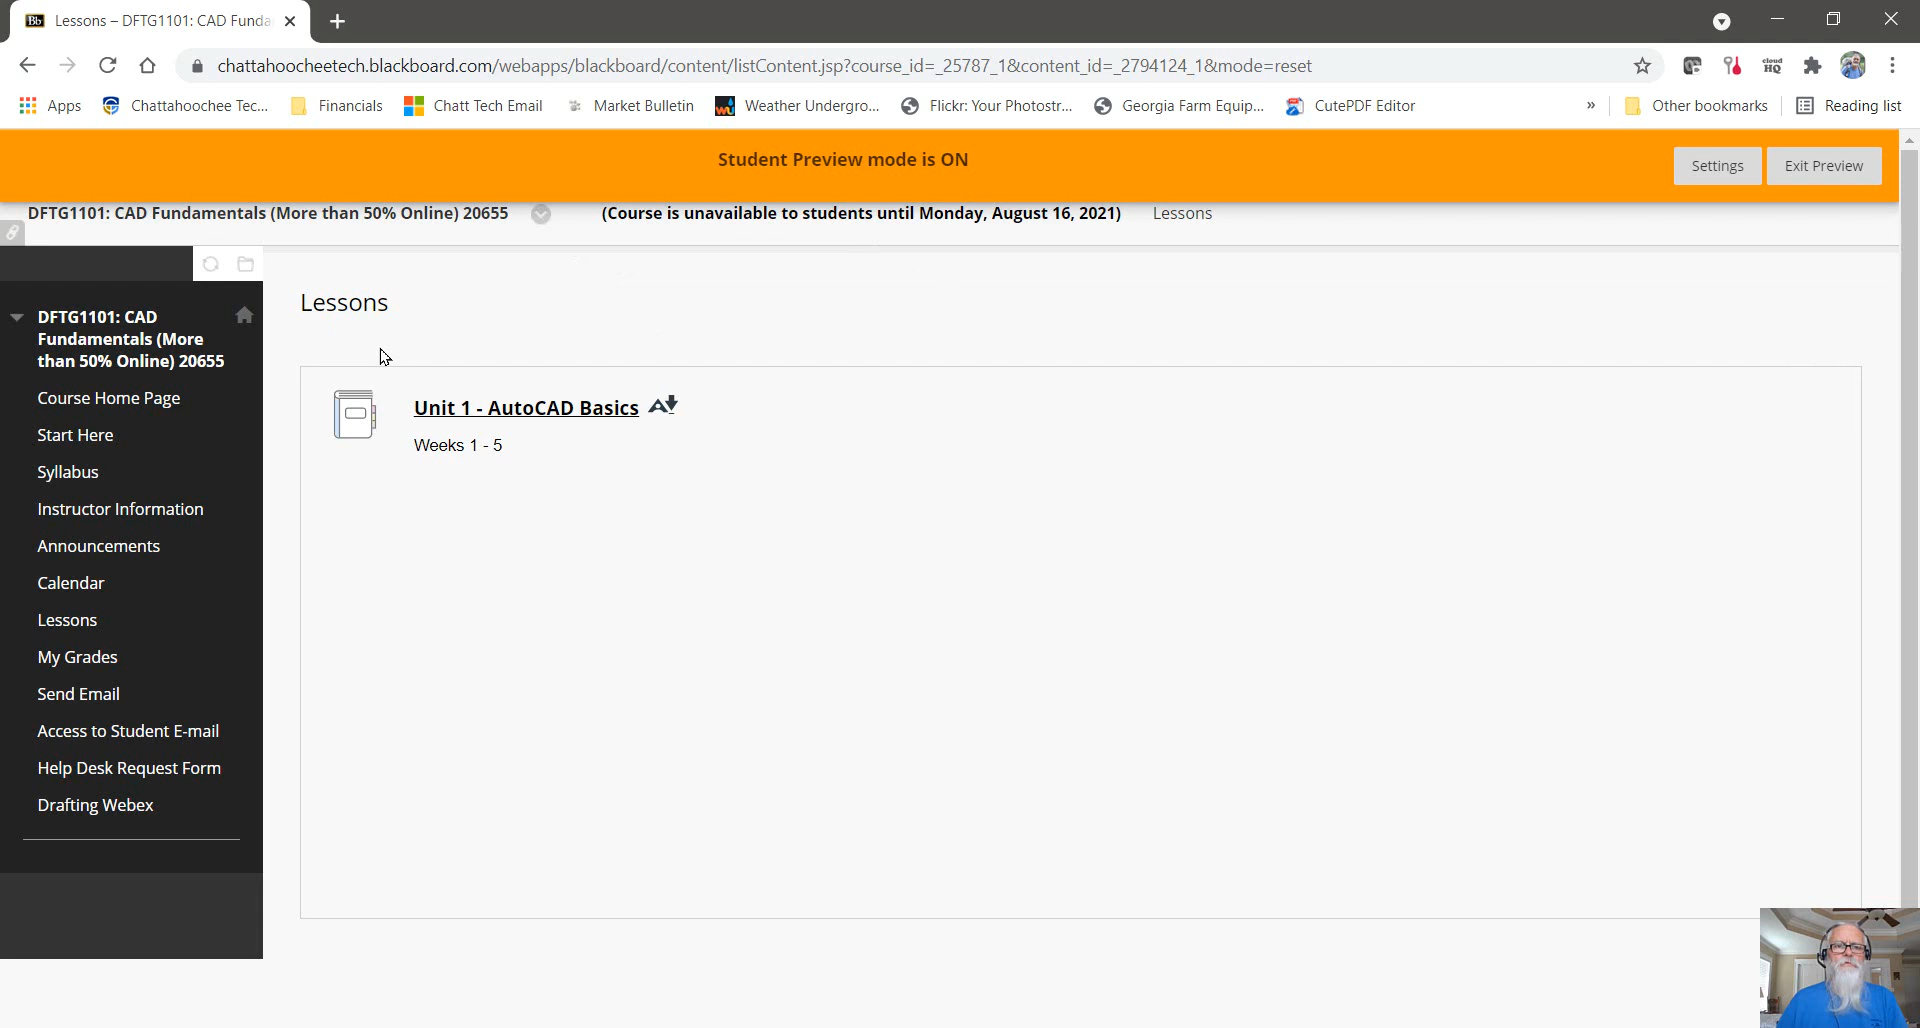 Bb Lessons – DFTG1101: CAD Funda
chattahoocheetech.blackboard.com/webapps/blackboard/content/listContent.jsp?course_id=_25787_1&content_id=_2794124_1&mode=reset
cloud HQ
Apps Chattahoochee Tec... Financials Chatt Tech Email Market Bulletin Weather Undergro... Flickr: Your Photostr... Georgia Farm Equip... CutePDF Editor » Other bookmarks Reading list
Student Preview mode is ON
Settings Exit Preview
DFTG1101: CAD Fundamentals (More than 50% Online) 20655 (Course is unavailable to students until Monday, August 16, 2021) Lessons
DFTG1101: CAD
Fundamentals (More
than 50% Online) 20655
Course Home Page
Start Here
Syllabus
Instructor Information
Announcements
Calendar
Lessons
My Grades
Send Email
Access to Student E-mail
Help Desk Request Form
Drafting Webex
Lessons
Unit 1 - AutoCAD Basics
Weeks 1 - 5